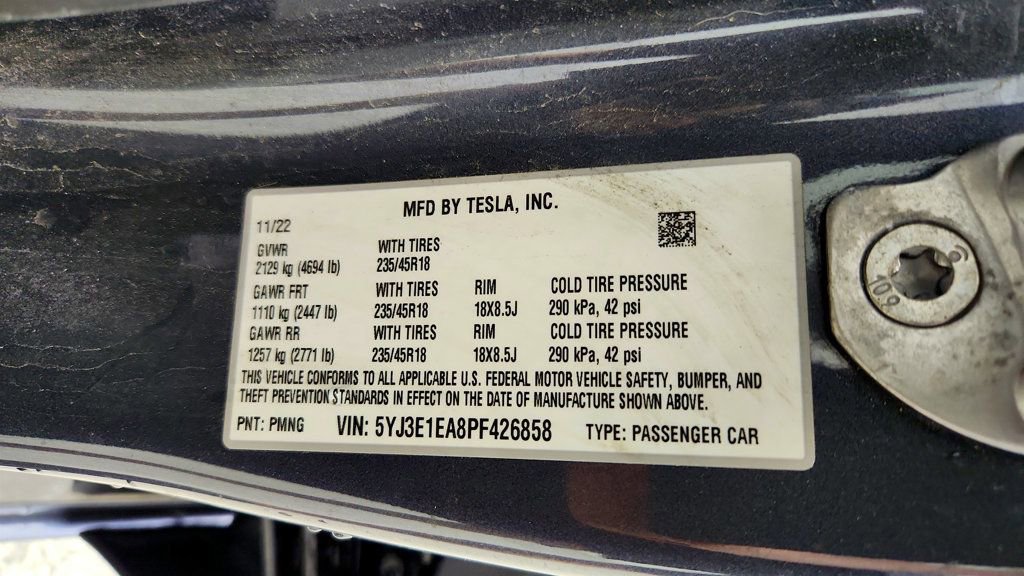 MFD BY TESLA, INC.
11/22
GVWR WITH TIRES
2129 kg (4694 lb) 235/45R18
GAWR FRT WITH TIRES RIM COLD TIRE PRESSURE
1110 kg (2447 lb) 235/45R18 18X8.5J 290 kPa, 42 psi
GAWR RR WITH TIRES RIM COLD TIRE PRESSURE
1257 kg (2771 lb) 235/45R18 18X8.5J 290 kPa, 42 psi
THIS VEHICLE CONFORMS TO ALL APPLICABLE U.S. FEDERAL MOTOR VEHICLE SAFETY, BUMPER, AND
THEFT PREVENTION STANDARDS IN EFFECT ON THE DATE OF MANUFACTURE SHOWN ABOVE.
PNT: PMNG VIN: 5YJ3E1EA8PF426858 TYPE: PASSENGER CAR
10.9